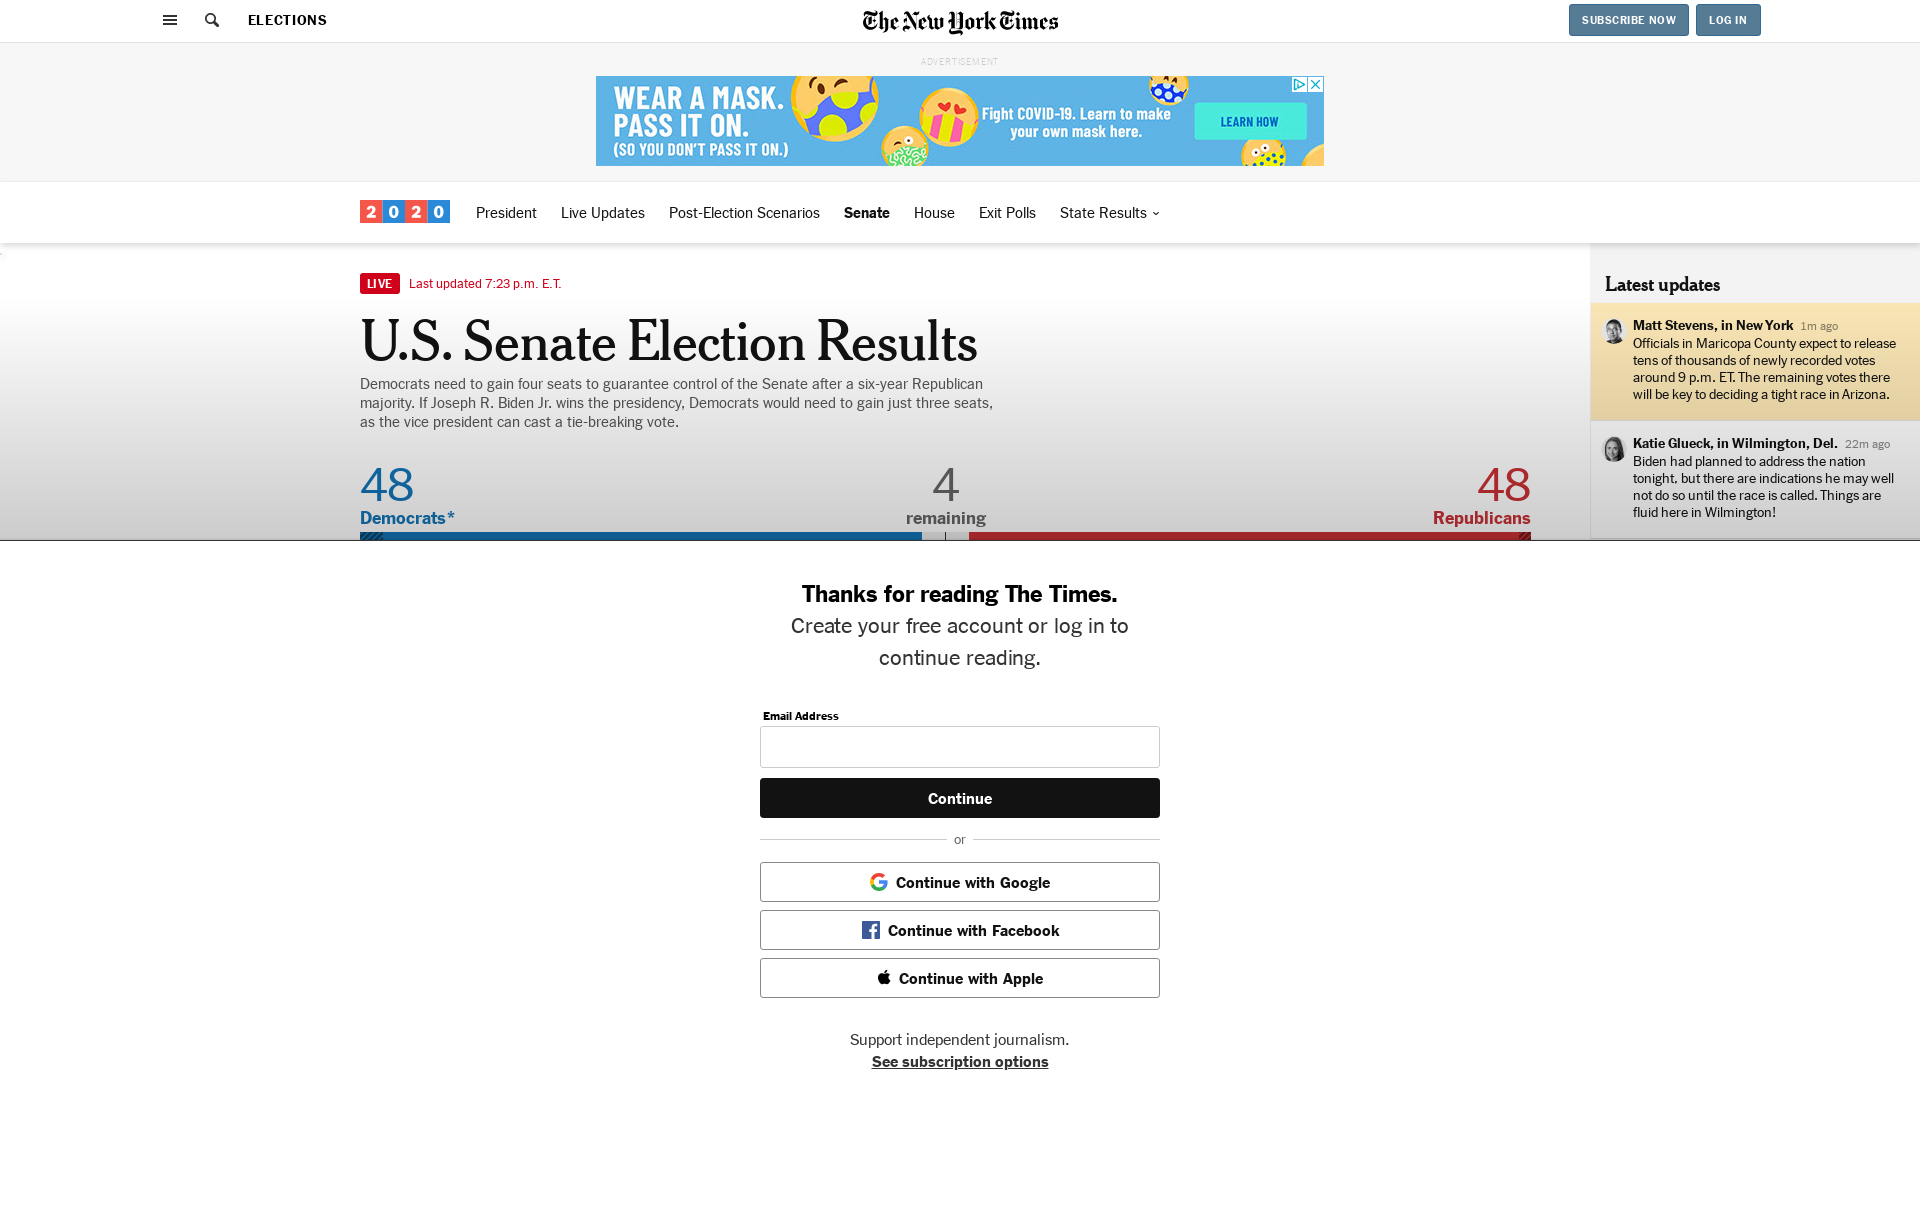 ELECTIONS
The New York Times
SUBSCRIBE NOW
LOG IN
ADVERTISEMENT
WEAR A MASK.
PASS IT ON.
(SO YOU DON'T PASS IT ON.)
Fight COVID-19. Learn to make
your own mask here.
LEARN HOW
2020
President
Live Updates
Post-Election Scenarios
Senate
House
Exit Polls
State Results
LIVE
Last updated 7:23 p.m. E.T.
U.S. Senate Election Results
Democrats need to gain four seats to guarantee control of the Senate after a six-year Republican
majority. If Joseph R. Biden Jr. wins the presidency, Democrats would need to gain just three seats,
as the vice president can cast a tie-breaking vote.
48
Democrats*
4
remaining
48
Republicans
Latest updates
Matt Stevens, in New York 1m ago
Officials in Maricopa County expect to release
tens of thousands of newly recorded votes
around 9 p.m. ET. The remaining votes there
will be key to deciding a tight race in Arizona.
Katie Glueck, in Wilmington, Del. 22m ago
Biden had planned to address the nation
tonight, but there are indications he may well
not do so until the race is called. Things are
fluid here in Wilmington!
Thanks for reading The Times.
Create your free account or log in to
continue reading.
Email Address
Continue
or
Continue with Google
Continue with Facebook
Continue with Apple
Support independent journalism.
See subscription options